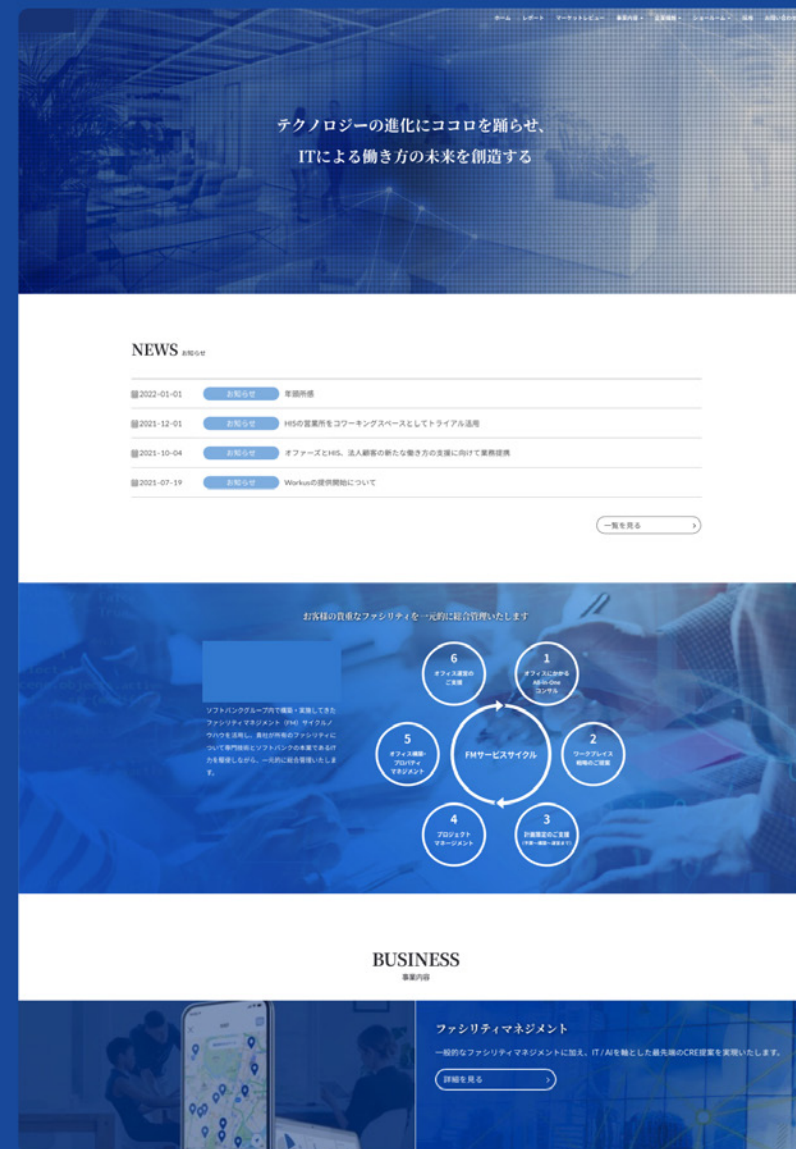 ホーム レポート マーケットレビュー 事業内容 企業情報 ショールーム 採用 お問い合わせ
テクノロジーの進化にココロを踊らせ、
ITによる働き方の未来を創造する
NEWS お知らせ
2022-01-01 お知らせ 年頭所感
2021-12-01 お知らせ HISの営業所をコワーキングスペースとしてトライアル活用
2021-10-04 お知らせ オファーズとHIS、法人顧客の新たな働き方の支援に向けて業務提携
2021-07-19 お知らせ Workusの提供開始について
一覧を見る
お客様の貴重なファシリティを一元的に総合管理いたします
ソフトバンクグループ内で構築・実施してきた
ファシリティマネジメント（FM）サイクルノ
ウハウを活用し、貴社が所有のファシリティに
ついて専門技術とソフトバンクの本業であるIT
力を駆使しながら、一元的に総合管理いたしま
す。
FMサービスサイクル
1
オフィスにかかる
All-in-One
コンサル
2
ワークプレイス
戦略のご提案
3
計画策定のご支援
4
プロジェクト
マネージメント
5
オフィス構築・
プロパティ
マネジメント
6
オフィス運営の
ご支援
BUSINESS
事業内容
ファシリティマネジメント
一般的なファシリティマネジメントに加え、IT/AIを軸とした最先端のCRE提案を実現いたします。
詳細を見る